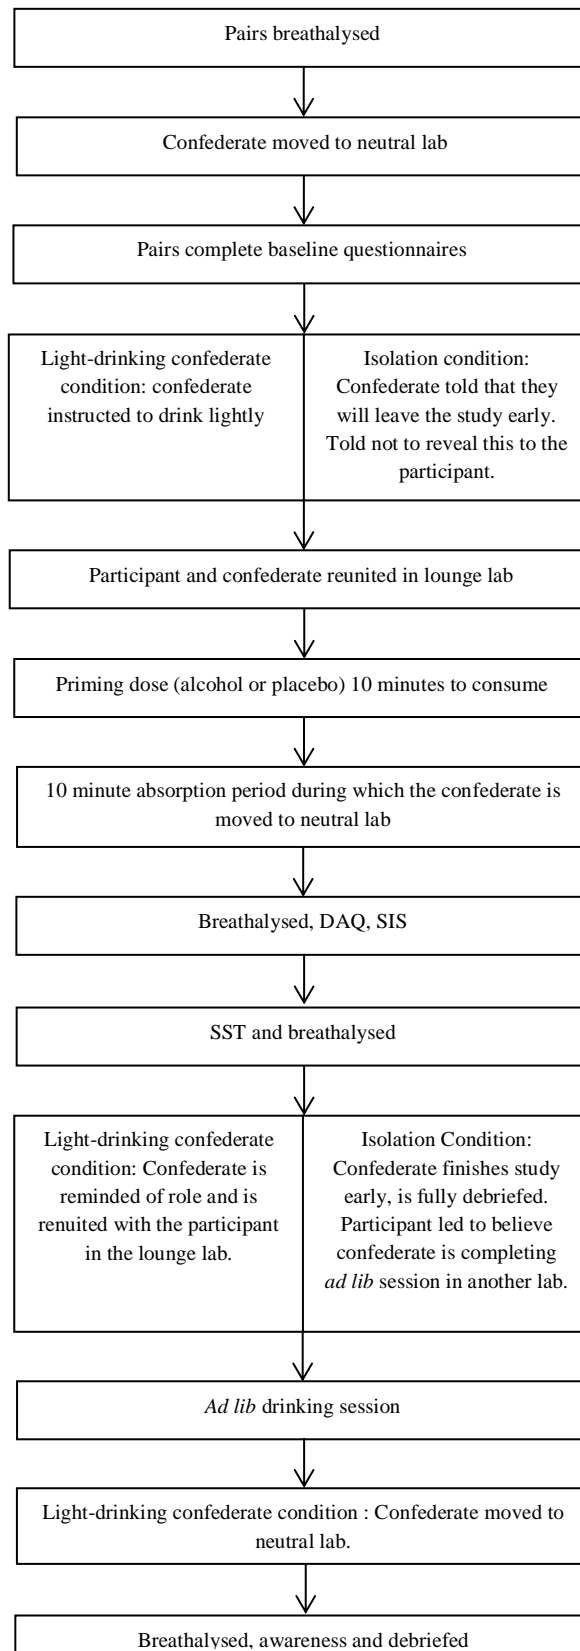 Pairs breathalysed
Confederate moved to neutral lab
Pairs complete baseline questionnaires
Light-drinking confederate
condition: confederate
instructed to drink lightly
Isolation condition:
Confederate told that they
will leave the study early.
Told not to reveal this to the
participant.
Participant and confederate reunited in lounge lab
Priming dose (alcohol or placebo) 10 minutes to consume
10 minute absorption period during which the confederate is
moved to neutral lab
Breathalysed, DAQ, SIS
SST and breathalysed
Light-drinking confederate
condition: Confederate is
reminded of role and is
renuited with the participant
in the lounge lab.
Isolation Condition:
Confederate finishes study
early, is fully debriefed.
Participant led to believe
confederate is completing
ad lib session in another lab.
Ad lib drinking session
Light-drinking confederate condition : Confederate moved to
neutral lab.
Breathalysed, awareness and debriefed